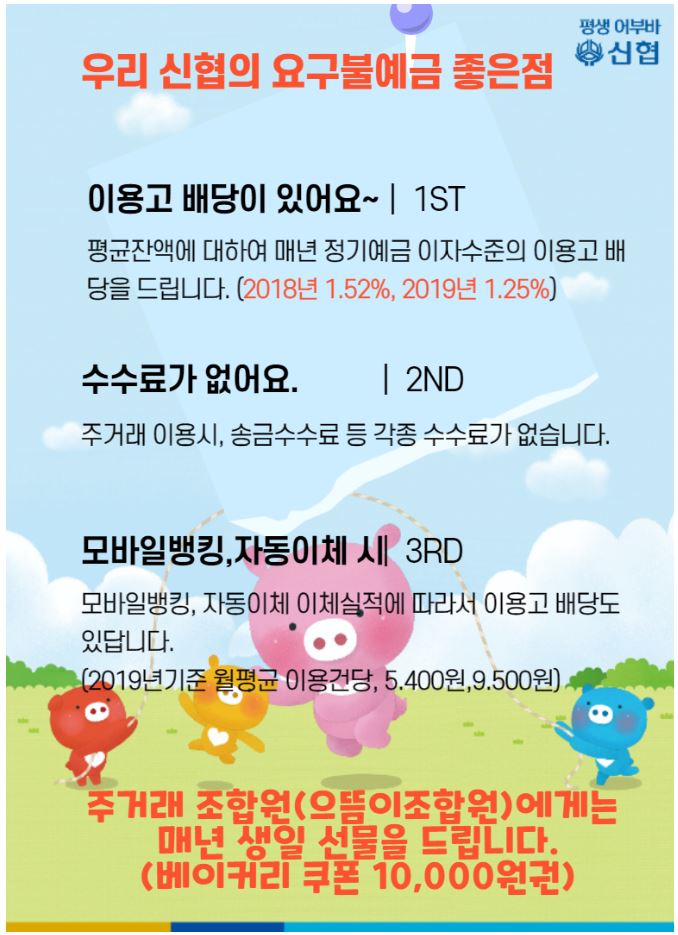 평생 어부바
신협
우리 신협의 요구불예금 좋은점
이용고 배당이 있어요~ | 1ST
평균잔액에 대하여 매년 정기예금 이자수준의 이용고 배
당을 드립니다. (2018년 1.52%, 2019년 1.25%)
수수료가 없어요. | 2ND
주거래 이용시, 송금수수료 등 각종 수수료가 없습니다.
모바일뱅킹,자동이체 시| 3RD
모바일뱅킹, 자동이체 이체실적에 따라서 이용고 배당도
있답니다.
(2019년기준 월평균 이용건당, 5.400원,9.500원)
주거래 조합원(으뜸이조합원)에게는
매년 생일 선물을 드립니다.
(베이커리 쿠폰 10,000원권)